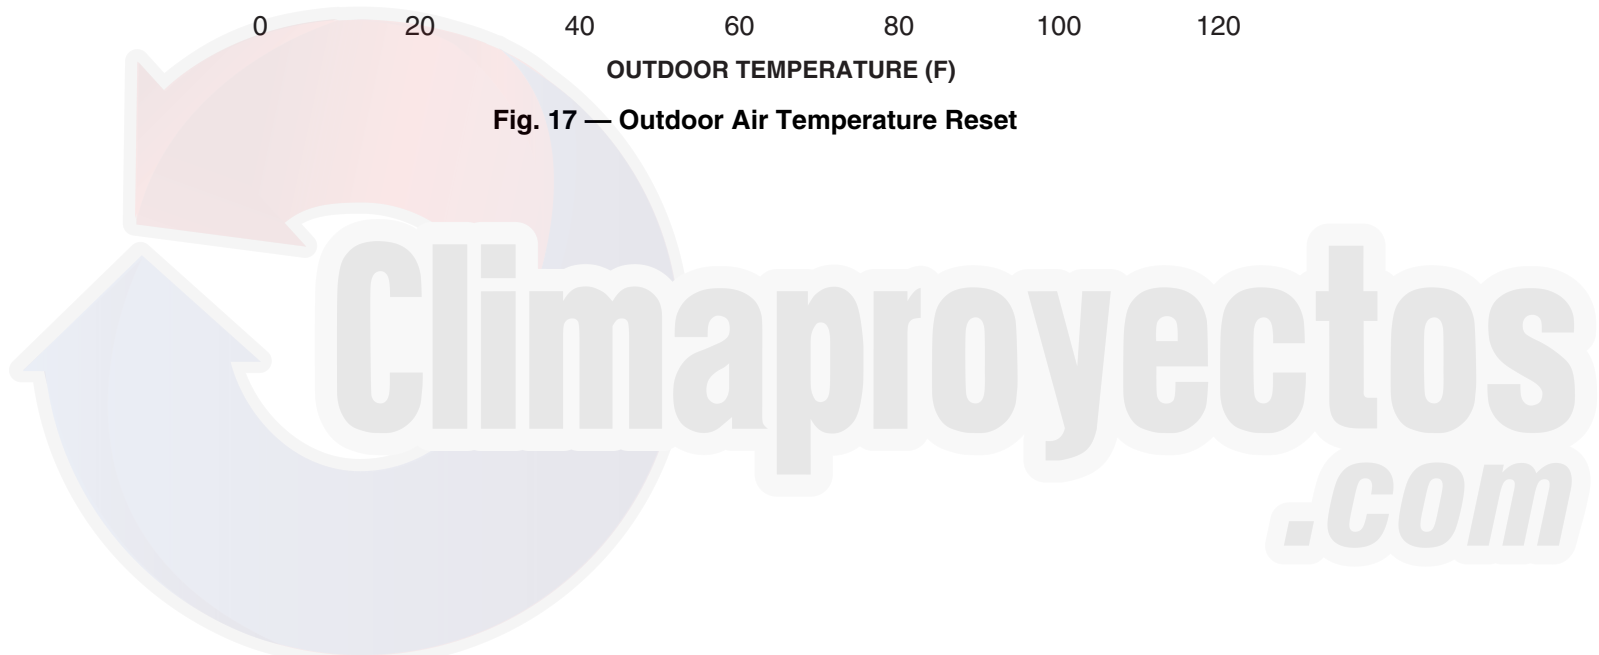 0 20 40 60 80 100 120
OUTDOOR TEMPERATURE (F)
Fig. 17 — Outdoor Air Temperature Reset
Climaproyectos
.com